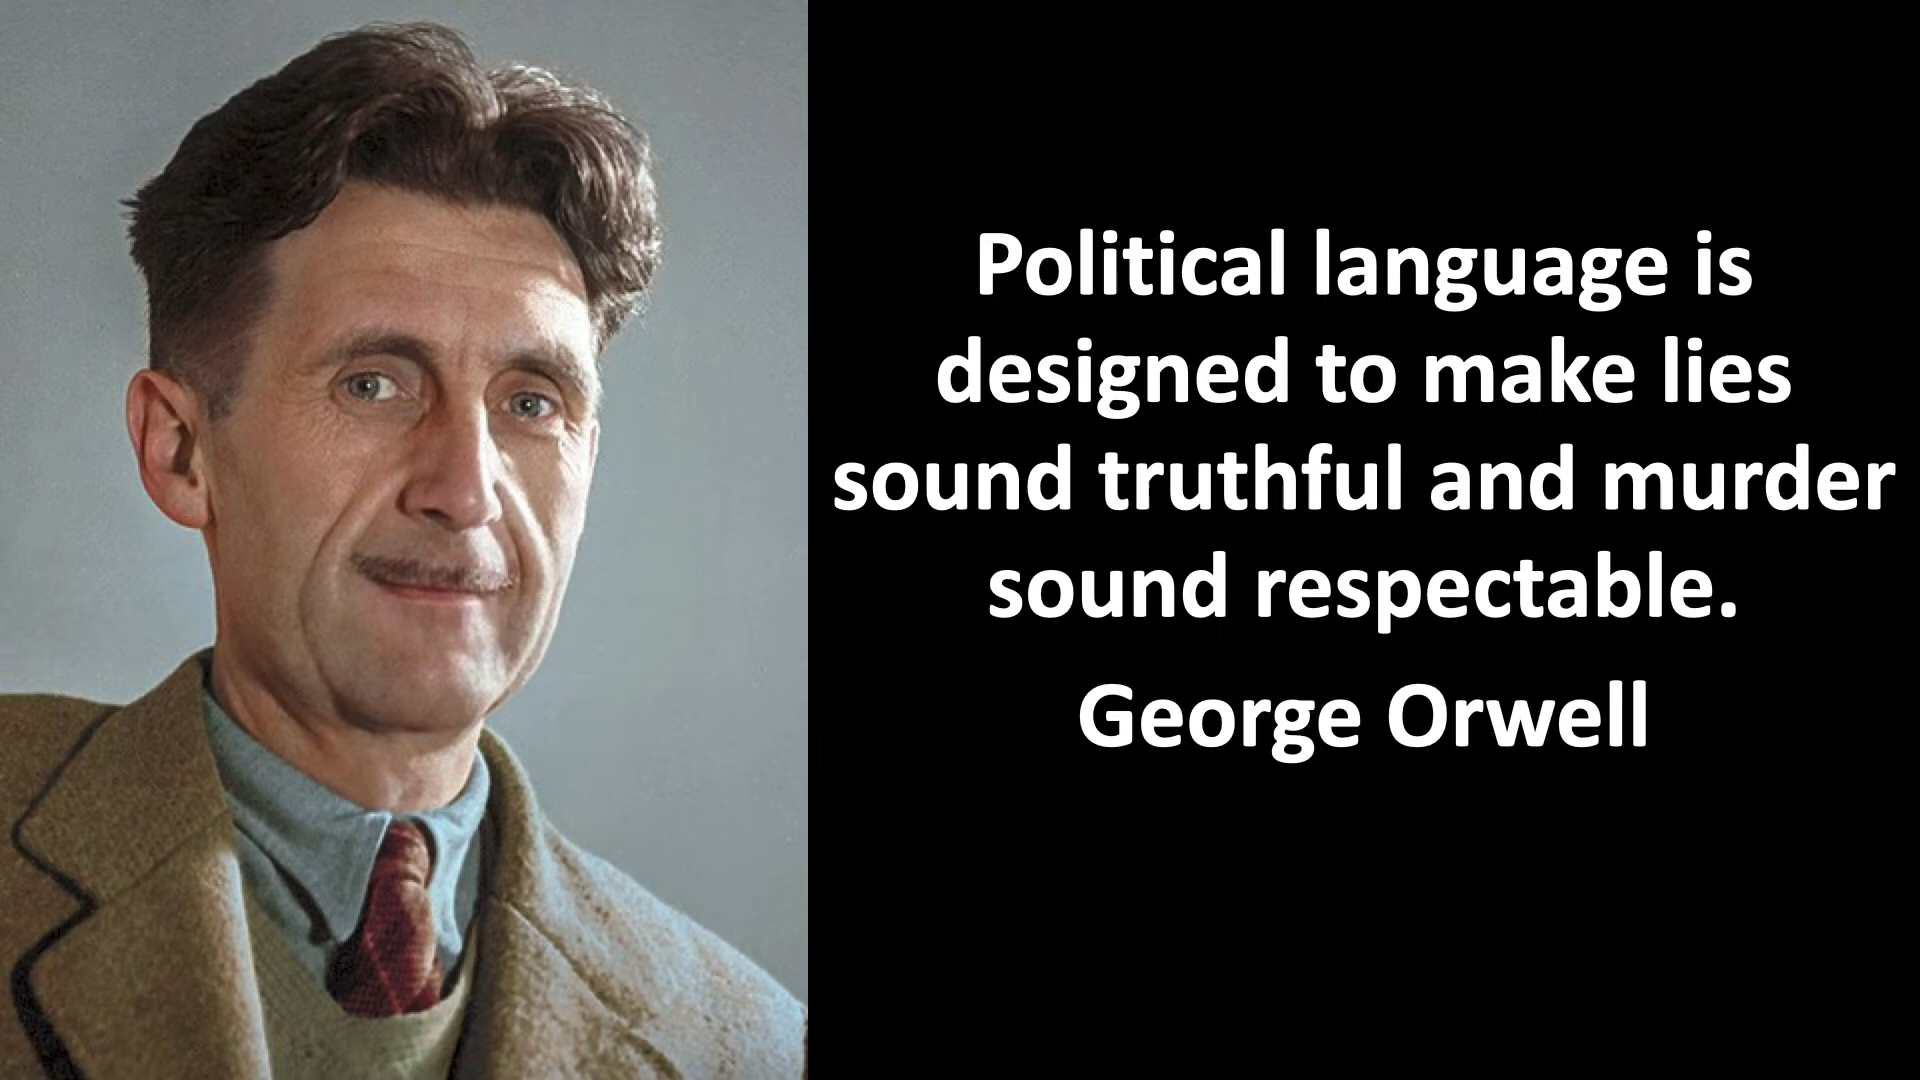 Political language is
designed to make lies
sound truthful and murder
sound respectable.
George Orwell